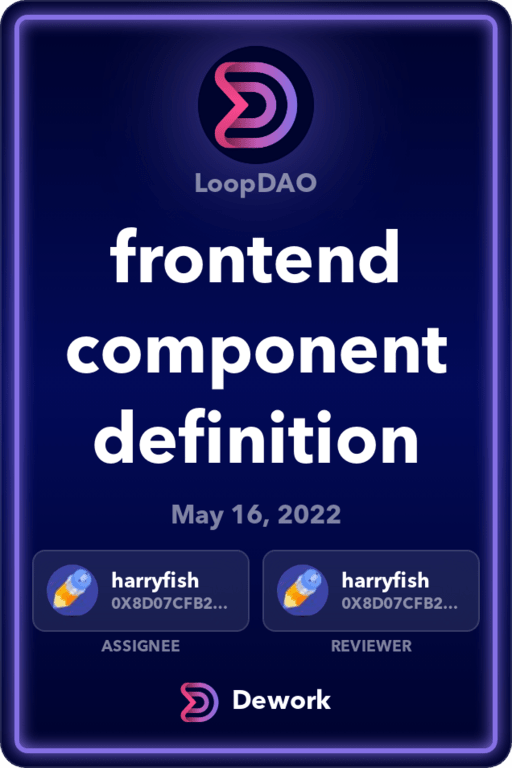 LoopDAO
frontend
component
definition
May 16, 2022
harryfish
0X8D07CFB2...
ASSIGNEE
harryfish
0X8D07CFB2...
REVIEWER
Dework